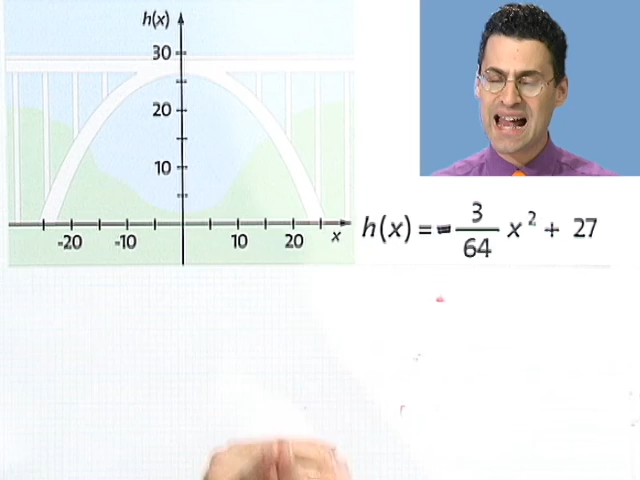 h(x)
30
20
10
-20 -10 10 20 x
h(x) = - 3/64 x² + 27